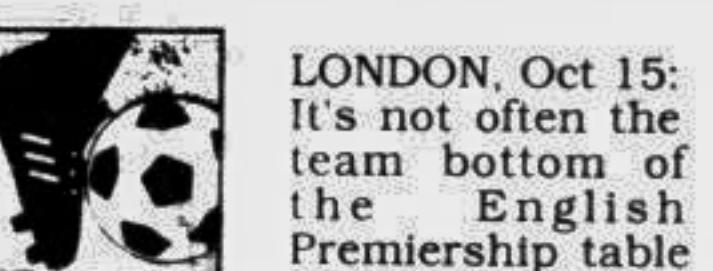 LONDON, Oct 15:
It's not often the
team bottom of
the English
Premiership table